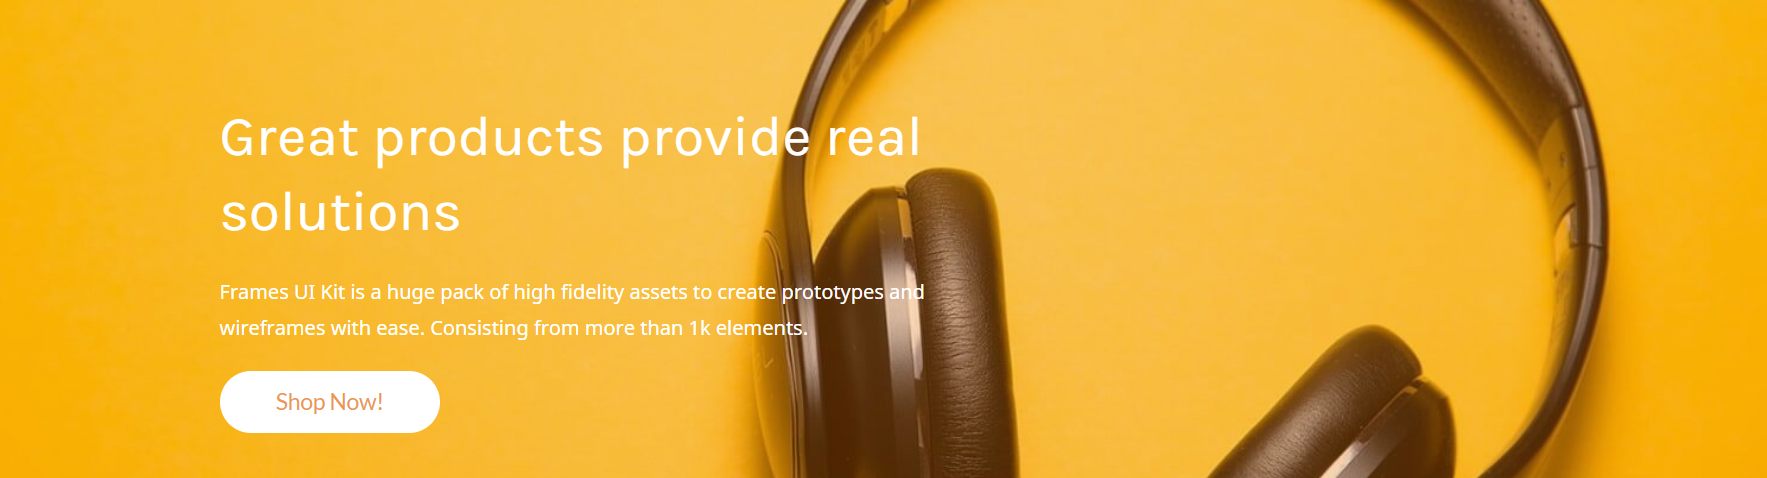 Great products provide real
solutions
Frames UI Kit is a huge pack of high fidelity assets to create prototypes and
wireframes with ease. Consisting from more than 1k elements.
Shop Now!